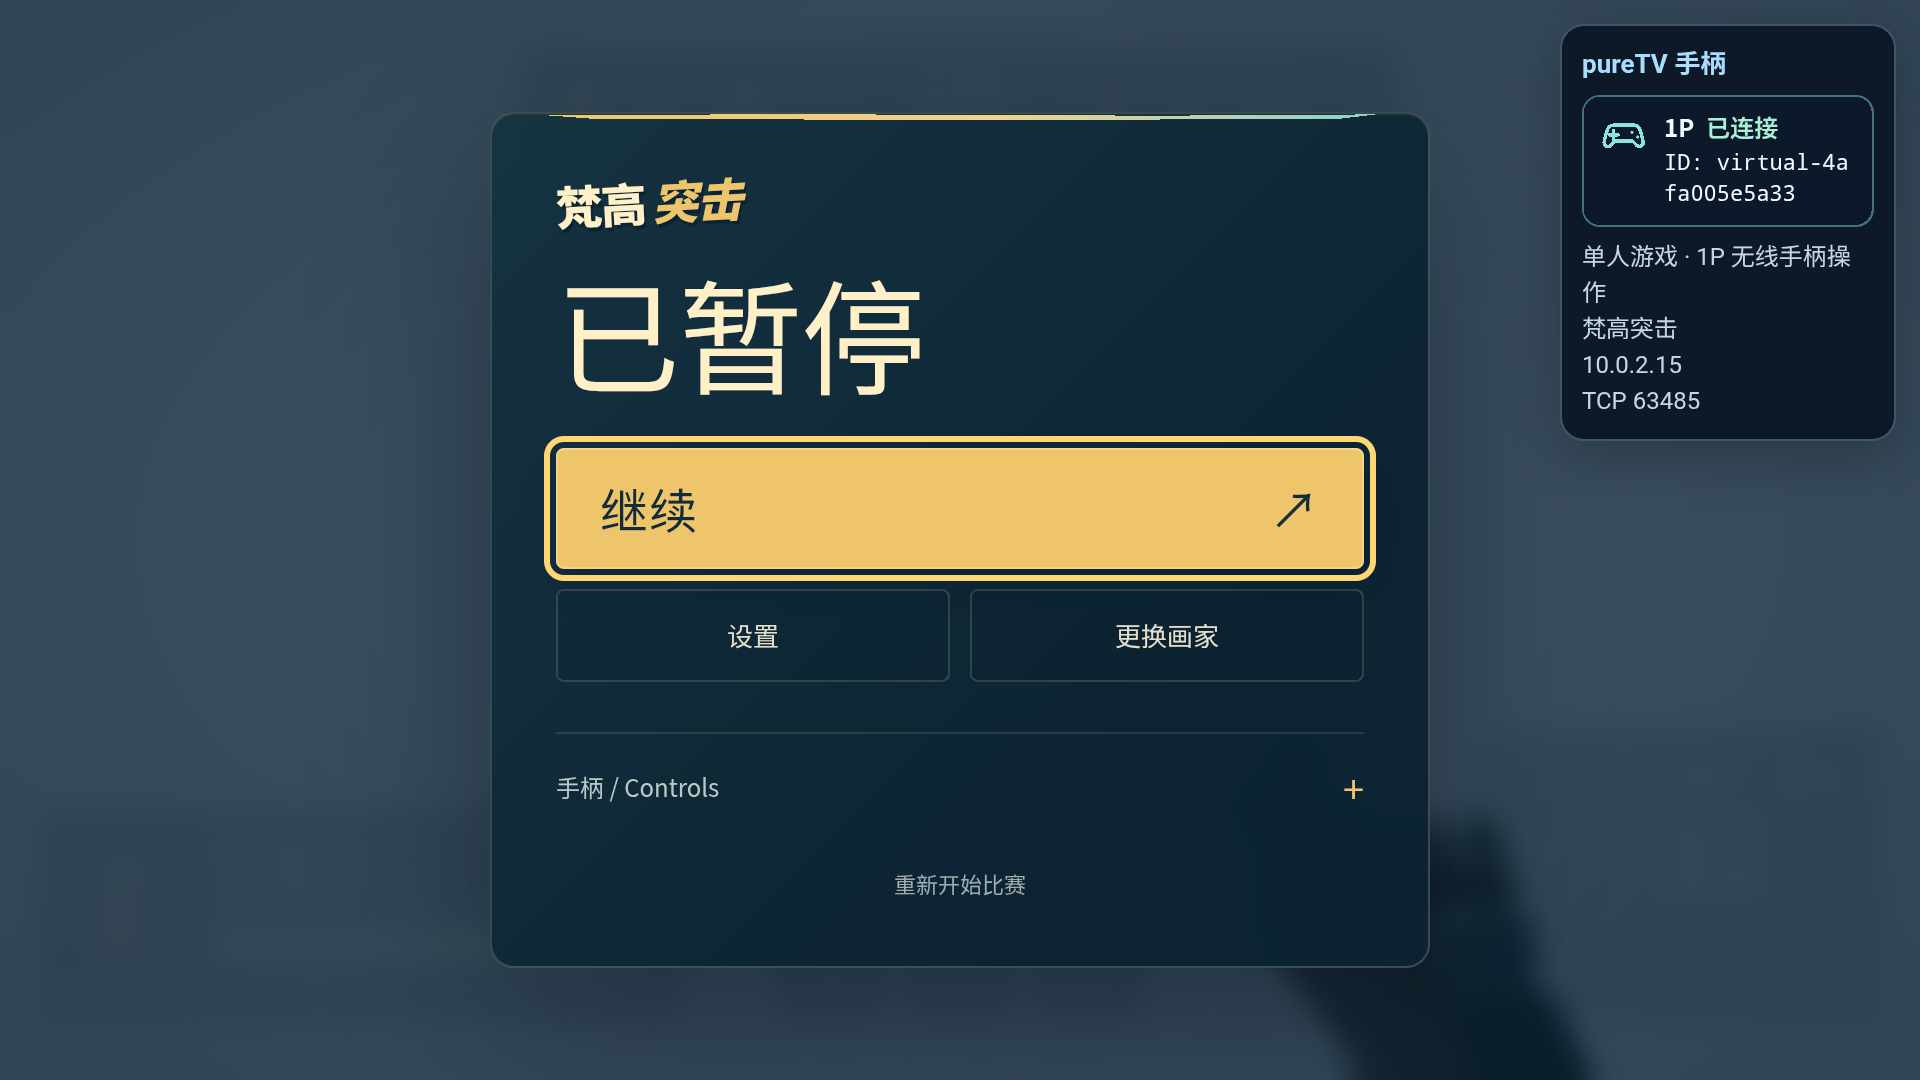 梵高 突击
已暂停
继续 ↗
设置
更换画家
手柄 / Controls +
重新开始比赛
pureTV 手柄
1P 已连接
ID: virtual-4a
fa005e5a33
单人游戏 · 1P 无线手柄操
作
梵高突击
10.0.2.15
TCP 63485